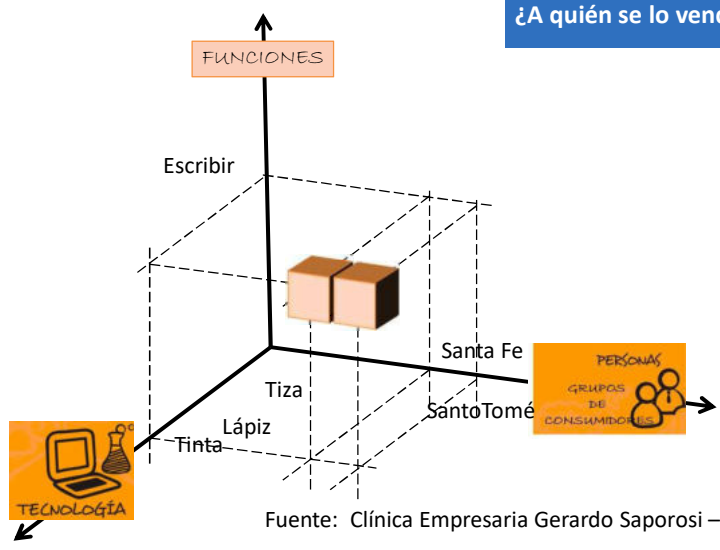 ¿A quién se lo
FUNCIONES
Escribir
Santa Fe
PERSONAS
GRUPOS
DE
CONSUMIDORES
Tiza
SantoTomé
Lápiz
Tinta
TECNOLOGÍA
Fuente: Clínica Empresaria Gerardo Saporosi –